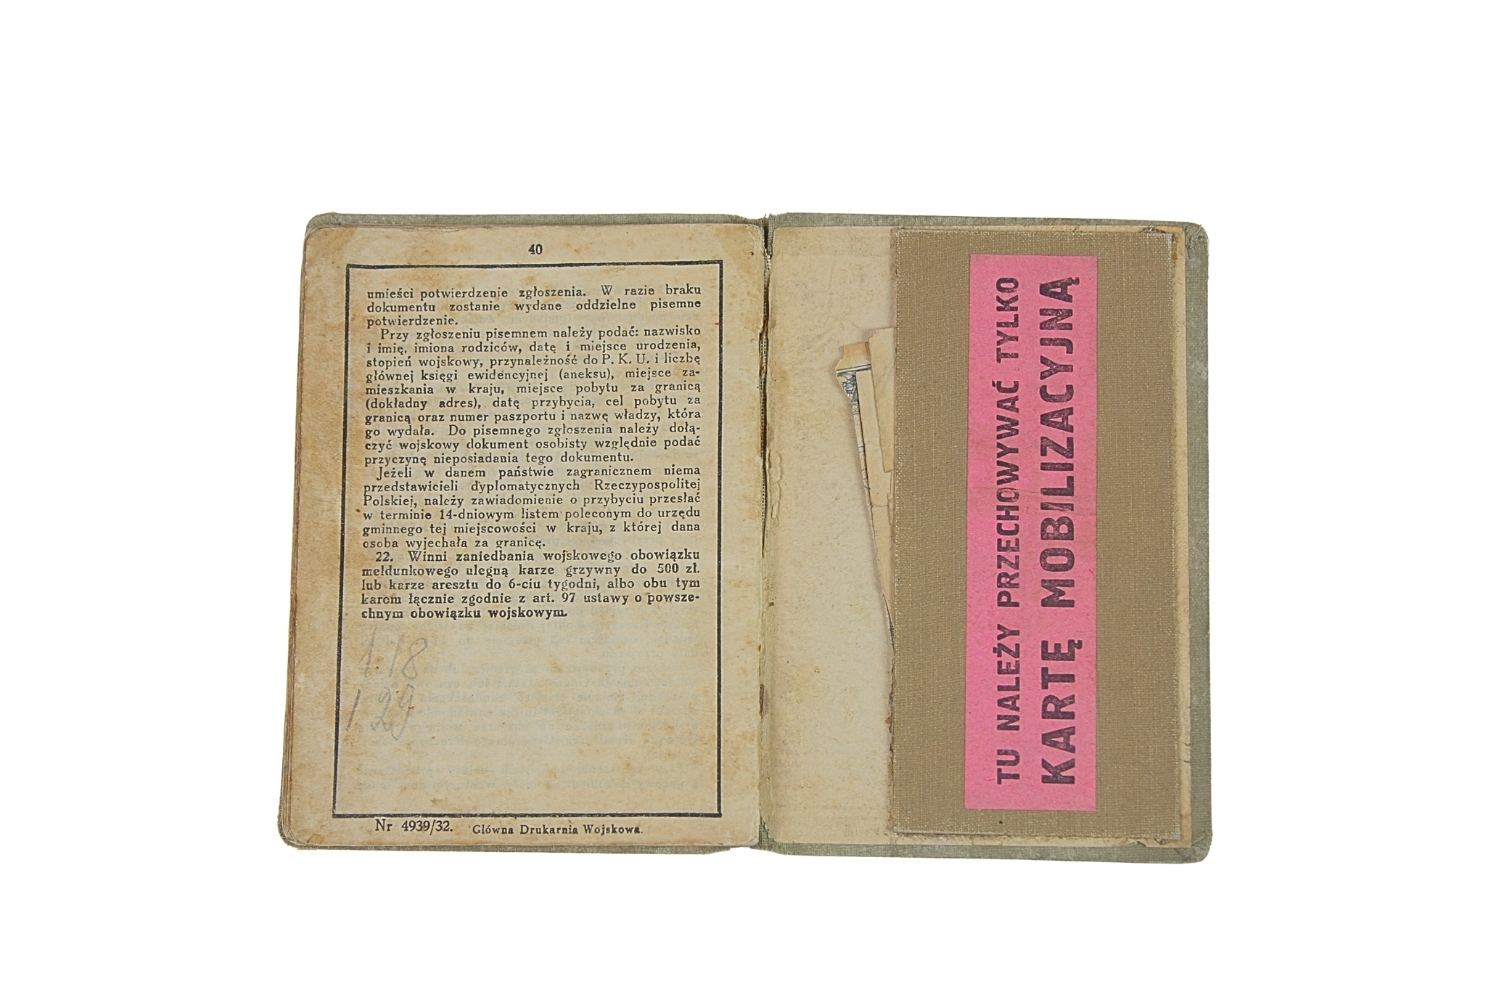 40
umieści potwierdzenie zgłoszenia. W razie braku
dokumentu zostanie wydane oddzielne pisemne
potwierdzenie.
Przy zgłoszeniu pisemnem należy podać: nazwisko
i imię, imiona rodziców, datę i miejsce urodzenia,
stopień wojskowy, przynależność do P. K. U. i liczbę
głównej księgi ewidencyjnej (aneksu), miejsce za-
mieszkania w kraju, miejsce pobytu za granicą
(dokładny adres), datę przybycia, cel pobytu za
granicą oraz numer paszportu i nazwę władzy, która
go wydała. Do pisemnego zgłoszenia należy dołą-
czyć wojskowy dokument osobisty względnie podać
przyczynę nieposiadania tego dokumentu.
Jeżeli w danem państwie zagranicznem niema
przedstawicieli dyplomatycznych Rzeczypospolitej
Polskiej, należy zawiadomienie o przybyciu przesłać
w terminie 14-dniowym listem poleconym do urzędu
gminnego tej miejscowości w kraju, z której dana
osoba wyjechała za granicę.
22. Winni zaniedbania wojskowego obowiązku
meldunkowego ulegną karze grzywny do 500 zł.
lub karze aresztu do 6-ciu tygodni, albo obu tym
karom łącznie zgodnie z art. 97 ustawy o powsze-
chnym obowiązku wojskowym.
1.18
1 29
Nr 4939/32. Główna Drukarnia Wojskowa.
TU NALEŻY PRZECHOWYWAĆ TYLKO
KARTĘ MOBILIZACYJNĄ